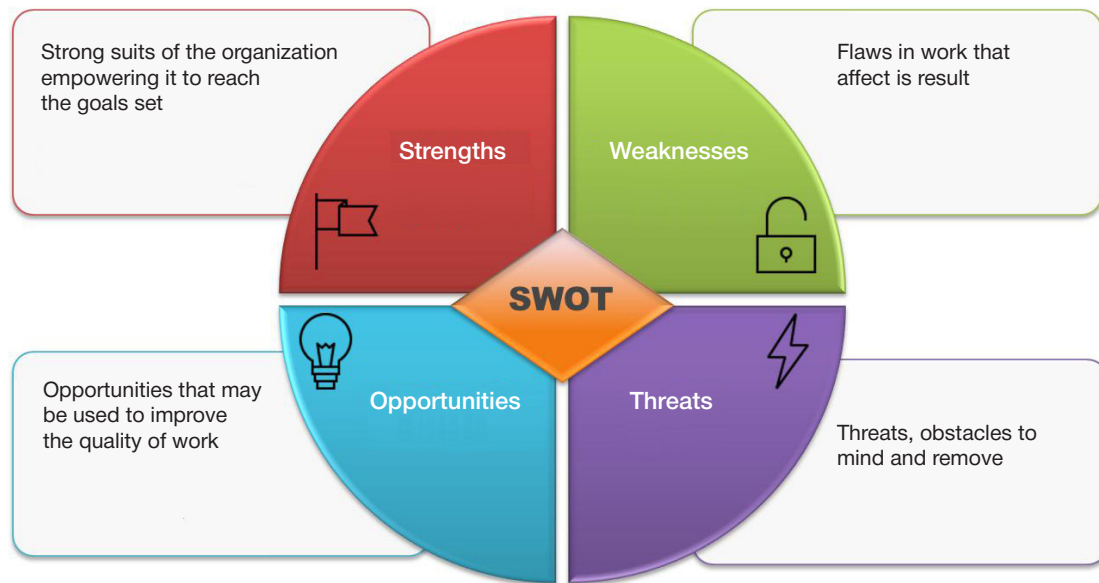 Strong suits of the organization
empowering it to reach
the goals set
Strengths
Weaknesses
Flaws in work that
affect is result
SWOT
Opportunities that may
be used to improve
the quality of work
Opportunities
Threats
Threats, obstacles to
mind and remove